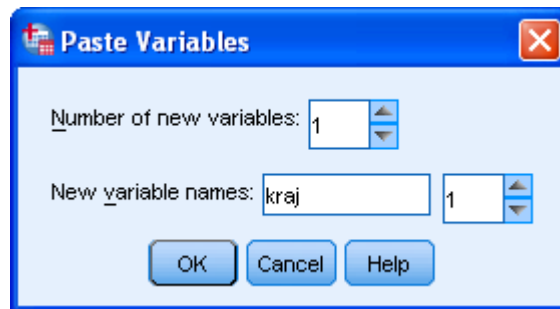 Paste Variables
Number of new variables: 1
New variable names: kraj 1
OK Cancel Help